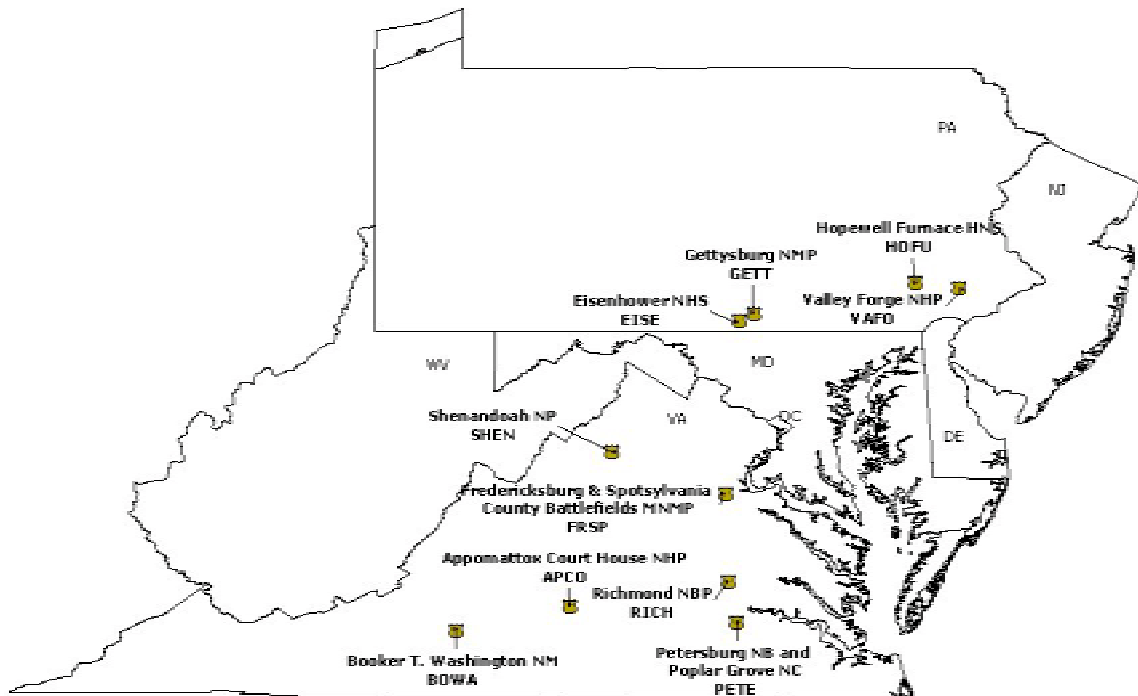 PA
NJ
Hopewell Furnace HNS
HOFU
Gettysburg NMP
GETT
Eisenhower NHS
EISE
Valley Forge NHP
VAFO
WV
MD
Shenandoah NP
SHEN
VA
DC
DE
Fredericksburg & Spotsylvania
County Battlefields MNMP
FRSP
Appomattox Court House NHP
APCO
Richmond NBP
RICH
Booker T. Washington NM
BOWA
Petersburg NB and
Poplar Grove NC
PETE